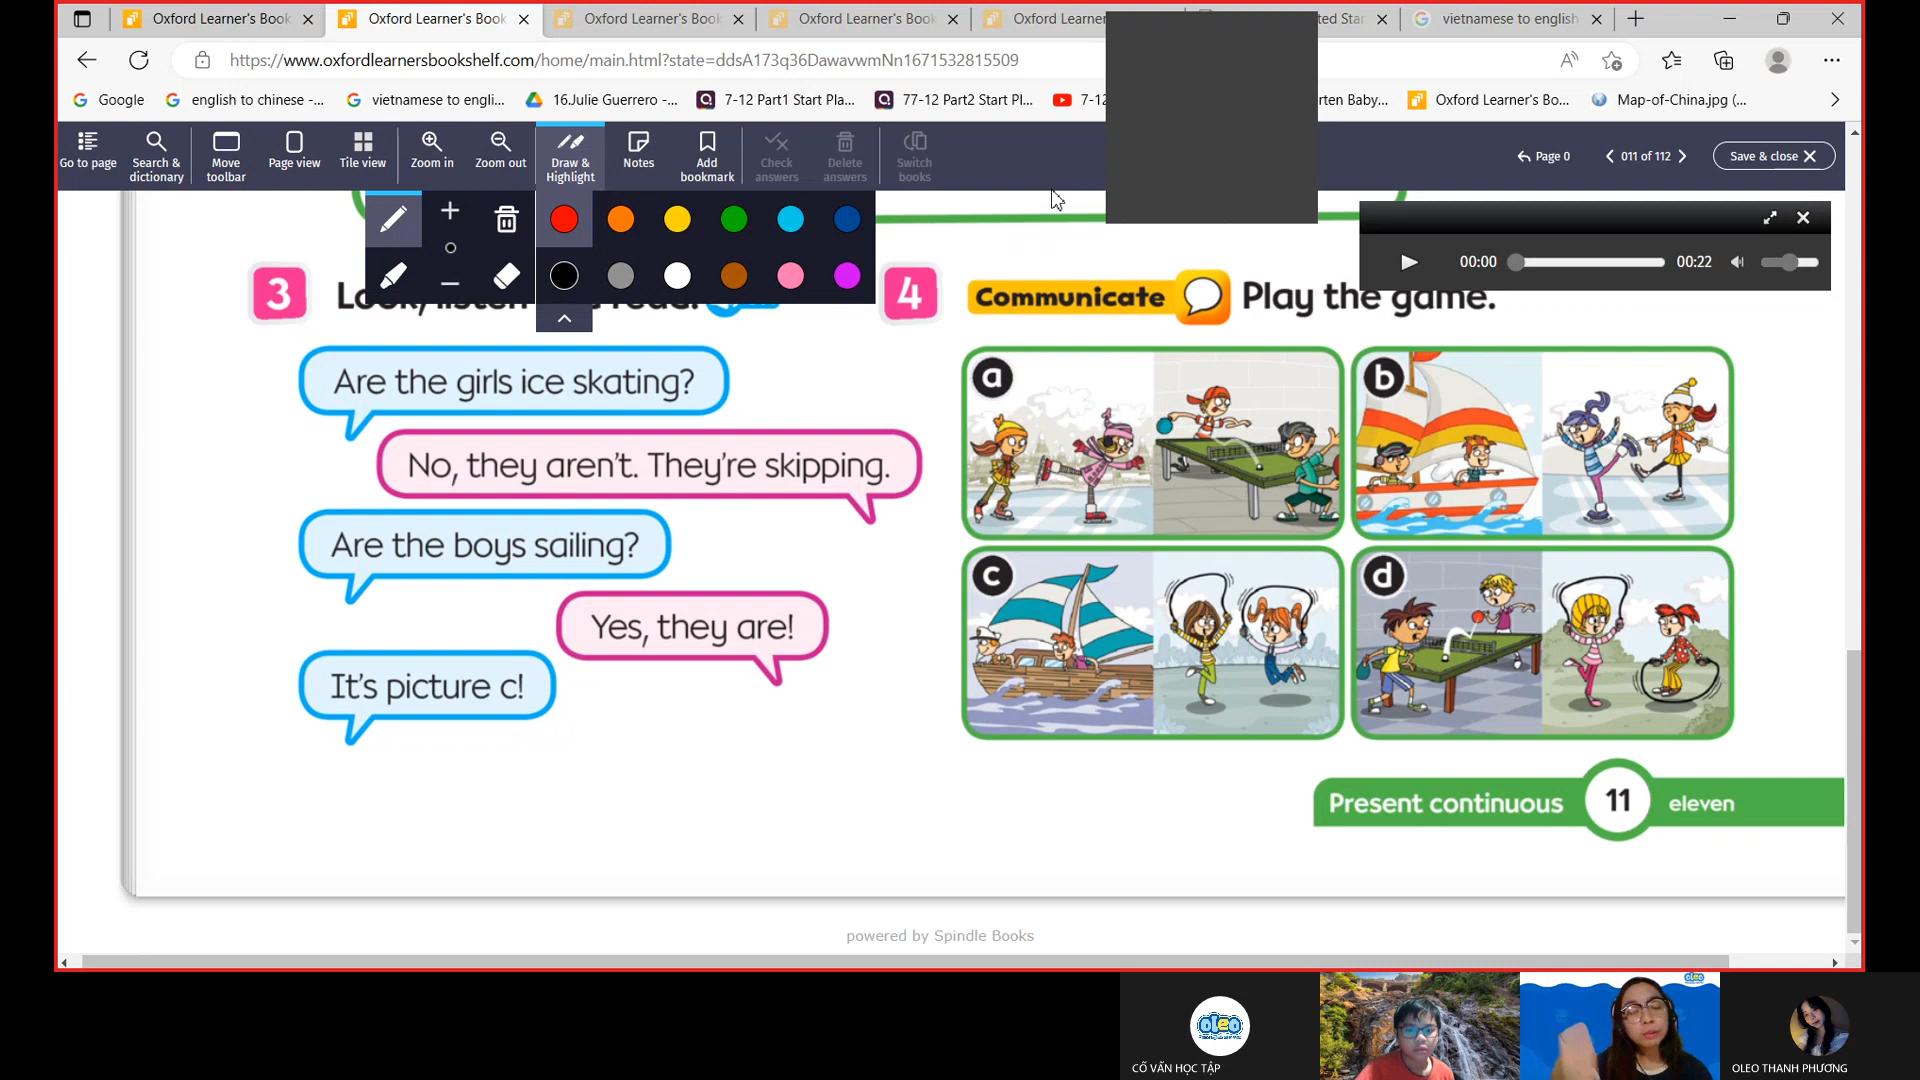 Oxford Learner's Book
Oxford Learner's Book
Oxford Learner's Book
Oxford Learner's Book
Oxford Learner
ted Star
vietnamese to english
https://www.oxfordlearnersbookshelf.com/home/main.html?state=ddsA173q36DawavwmNn1671532815509
Google
english to chinese -...
vietnamese to engli...
16.Julie Guerrero -...
7-12 Part1 Start Pla...
77-12 Part2 Start Pl...
7-12
rten Baby...
Oxford Learner's Bo...
Map-of-China.jpg (...
Go to page
Search & dictionary
Move toolbar
Page view
Tile view
Zoom in
Zoom out
Draw & Highlight
Notes
Add bookmark
Check answers
Delete answers
Switch books
Page 0
011 of 112
Save & close
00:00
00:22
3
4
Communicate
Play the game.
Are the girls ice skating?
No, they aren't. They're skipping.
Are the boys sailing?
Yes, they are!
It's picture c!
a
b
c
d
Present continuous
11
eleven
powered by Spindle Books
oleo
CỐ VẤN HỌC TẬP
oleo
OLEO THANH PHƯƠNG